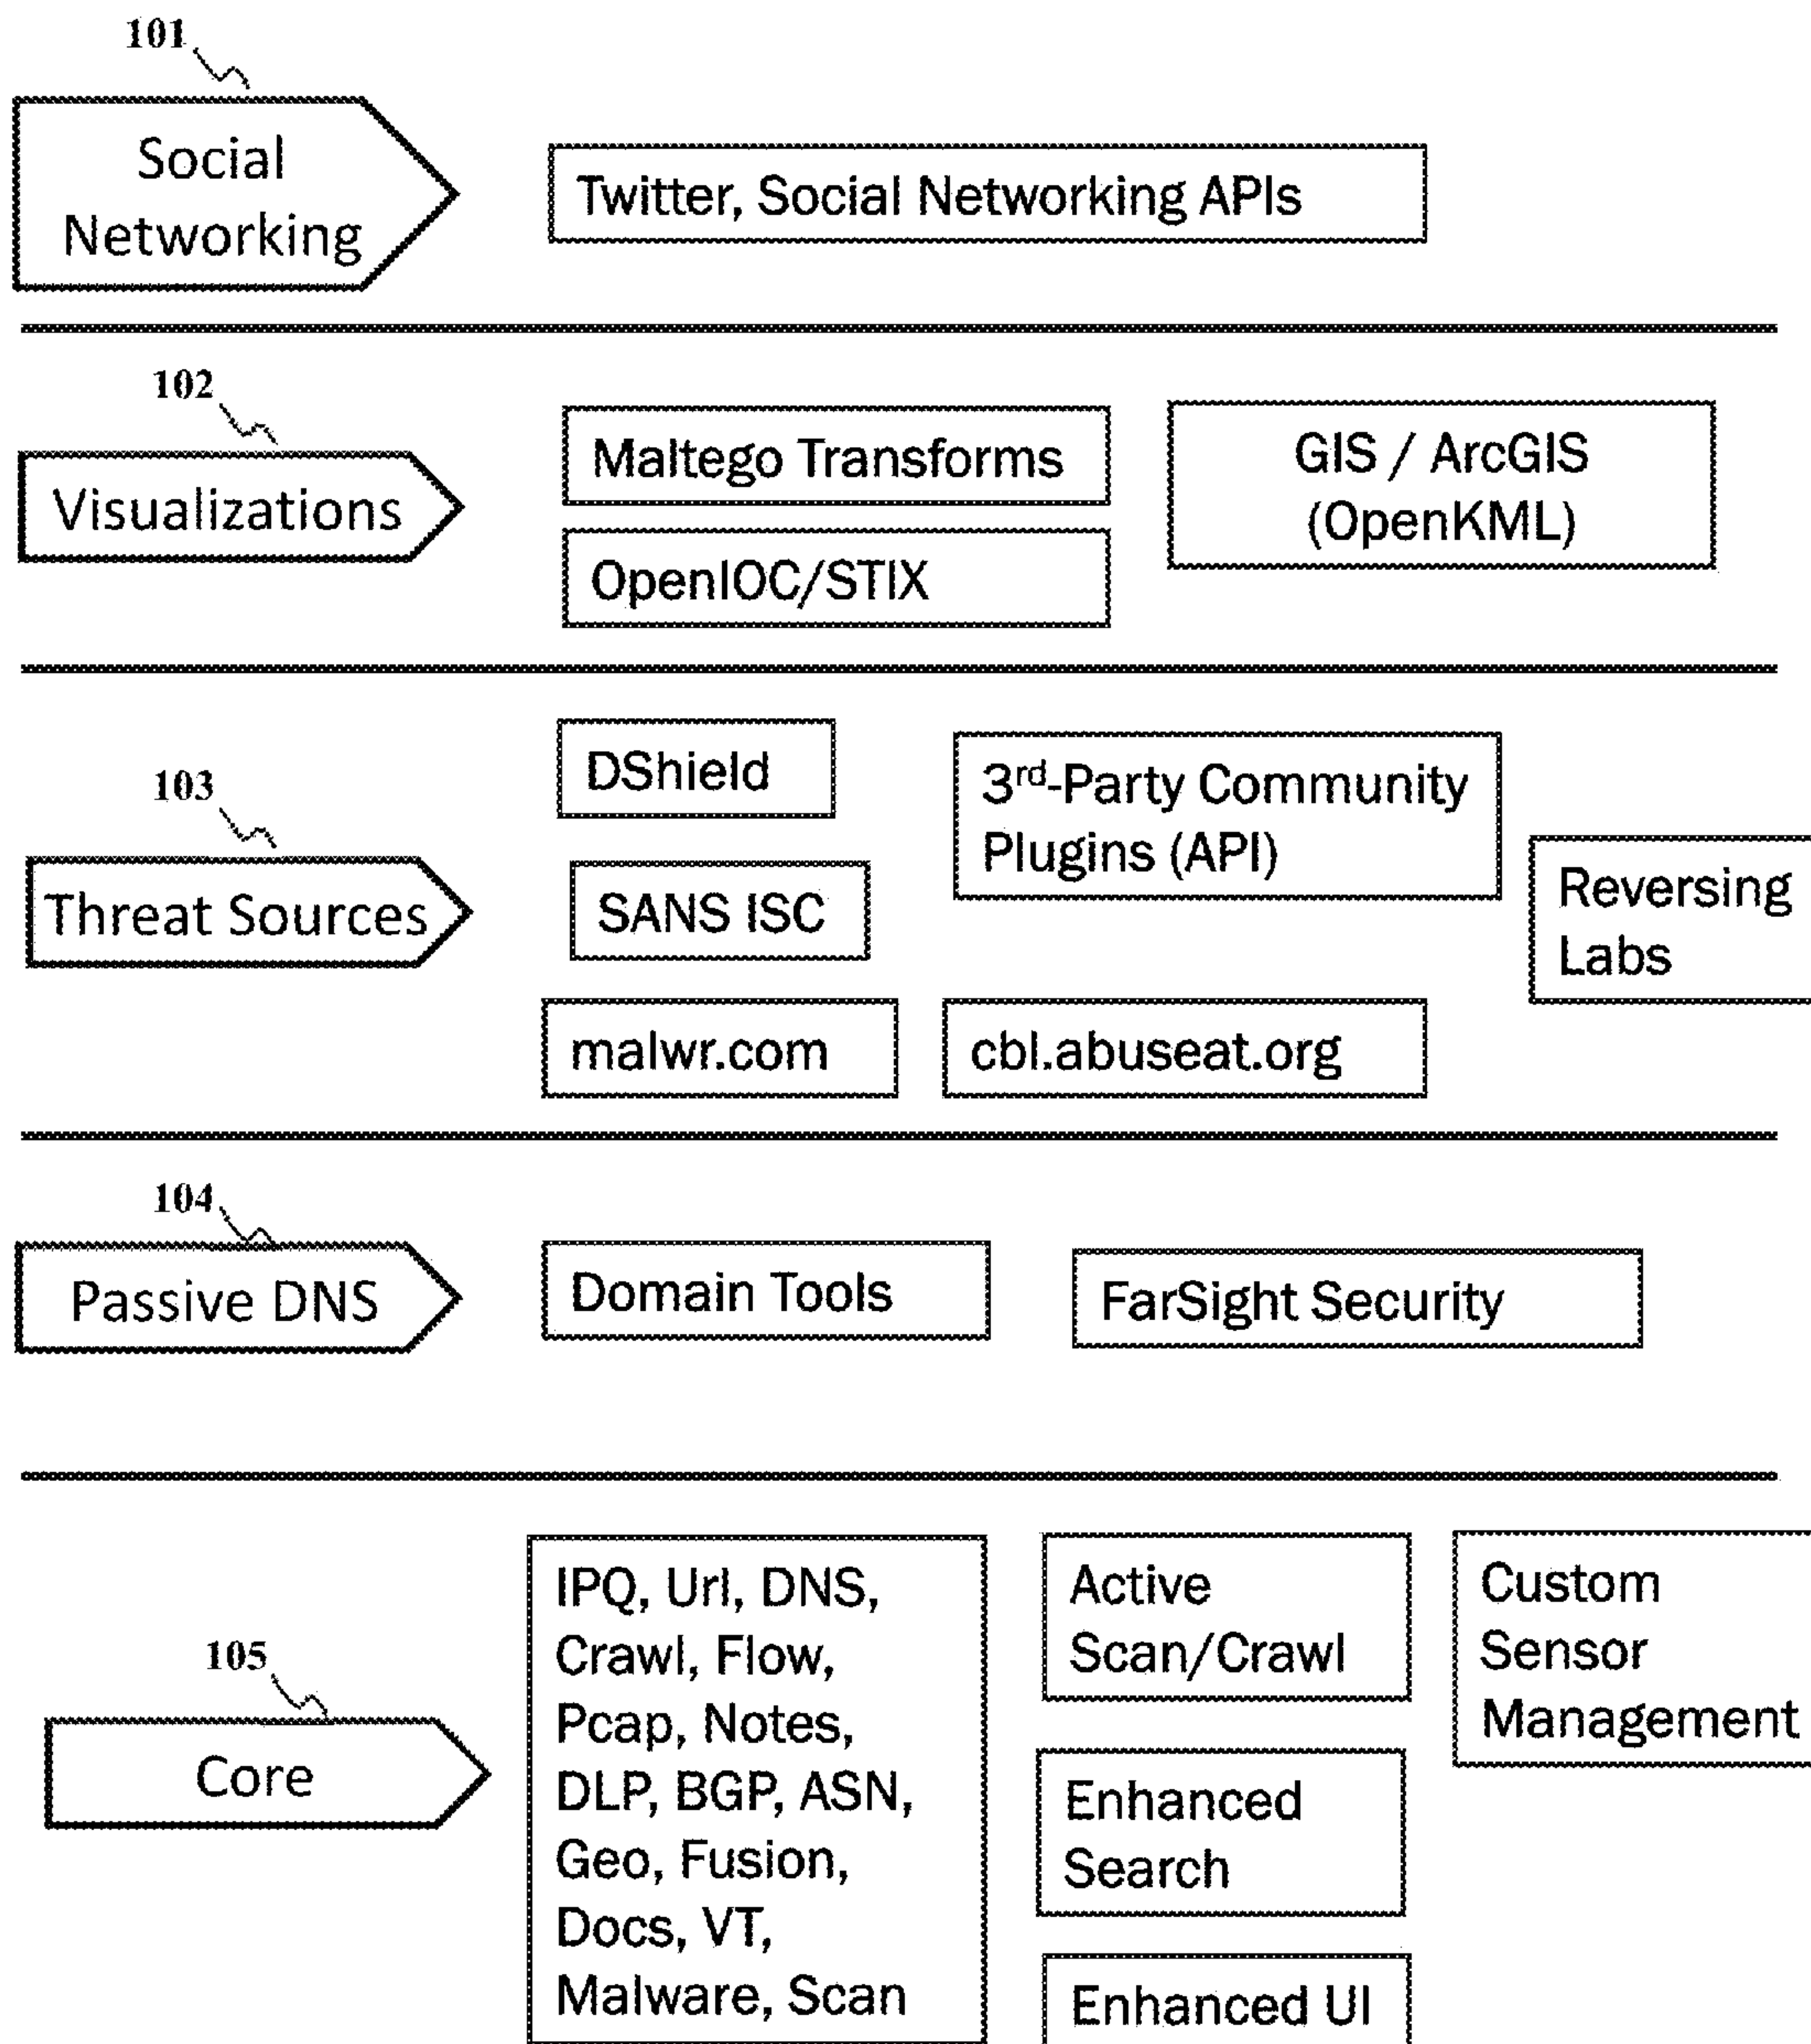 101
Social
Networking
Twitter, Social Networking APIs
102
Visualizations
Maltego Transforms
OpenIOC/STIX
GIS / ArcGIS
(OpenKML)
103
Threat Sources
DShield
3rd-Party Community
Plugins (API)
SANS ISC
Reversing
Labs
malwr.com
cbl.abuseat.org
104
Passive DNS
Domain Tools
FarSight Security
105
Core
IPQ, Url, DNS,
Crawl, Flow,
Pcap, Notes,
DLP, BGP, ASN,
Geo, Fusion,
Docs, VT,
Malware, Scan
Active
Scan/Crawl
Enhanced
Search
Enhanced UI
Custom
Sensor
Management